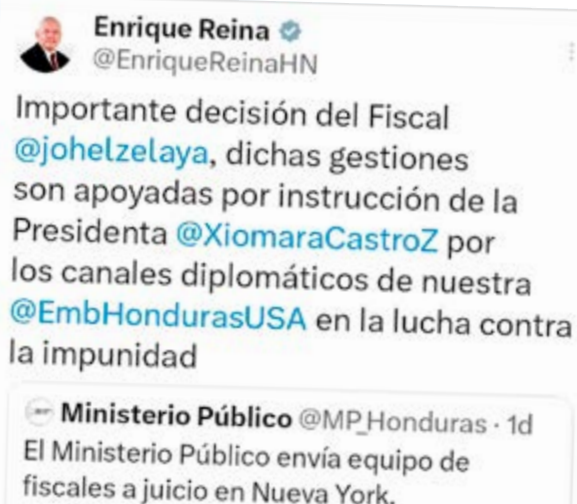 Enrique Reina
@EnriqueReinaHN
Importante decisión del Fiscal
@johelzelaya, dichas gestiones
son apoyadas por instrucción de la
Presidenta @XiomaraCastroZ por
los canales diplomáticos de nuestra
@EmbHondurasUSA en la lucha contra
la impunidad
Ministerio Público @MP_Honduras · 1d
El Ministerio Público envía equipo de
fiscales a juicio en Nueva York.